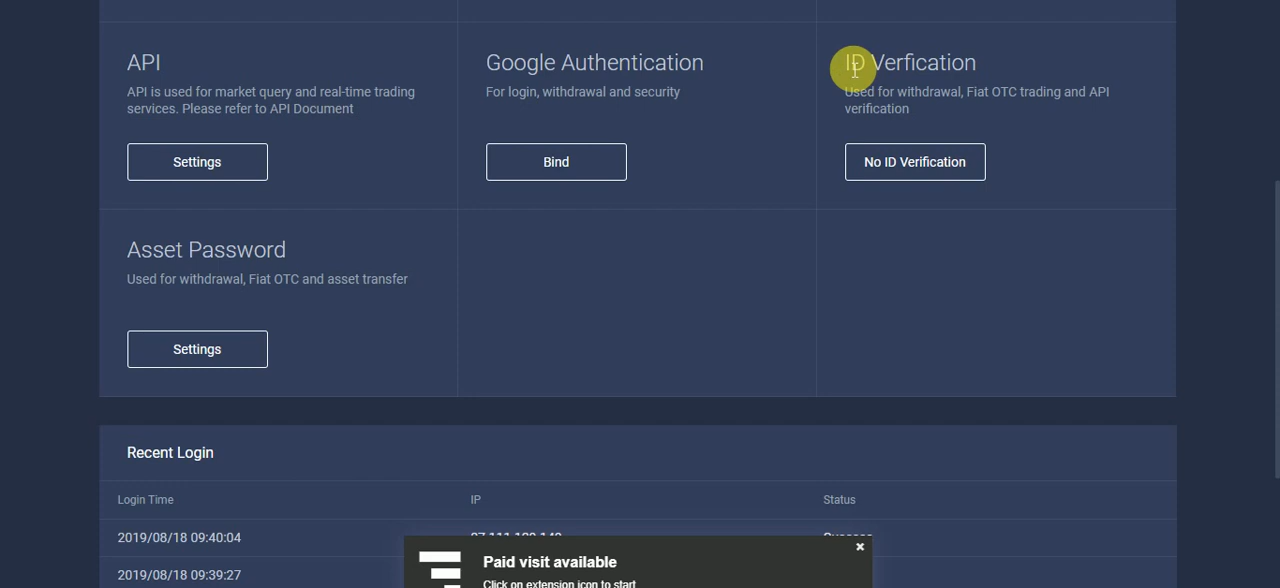 API
API is used for market query and real-time trading
services. Please refer to API Document
Settings
Google Authentication
For login, withdrawal and security
Bind
ID Verfication
Used for withdrawal, Fiat OTC trading and API
verification
No ID Verification
Asset Password
Used for withdrawal, Fiat OTC and asset transfer
Settings
Recent Login
Login Time IP Status
2019/08/18 09:40:04
2019/08/18 09:39:27
Paid visit available
Click on extension icon to start